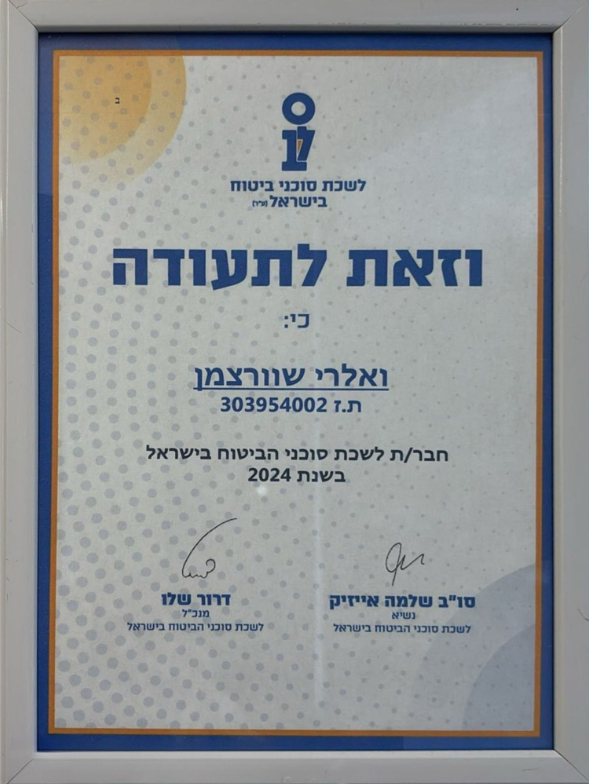 לשכת סוכני ביטוח
בישראל (ע״ר)
וזאת לתעודה
כי:
ואלרי שוורצמן
ת.ז 303954002
חבר/ת לשכת סוכני הביטוח בישראל
בשנת 2024
סו"ב שלמה אייזיק
נשיא
לשכת סוכני הביטוח בישראל
דרור שלו
מנכ"ל
לשכת סוכני הביטוח בישראל